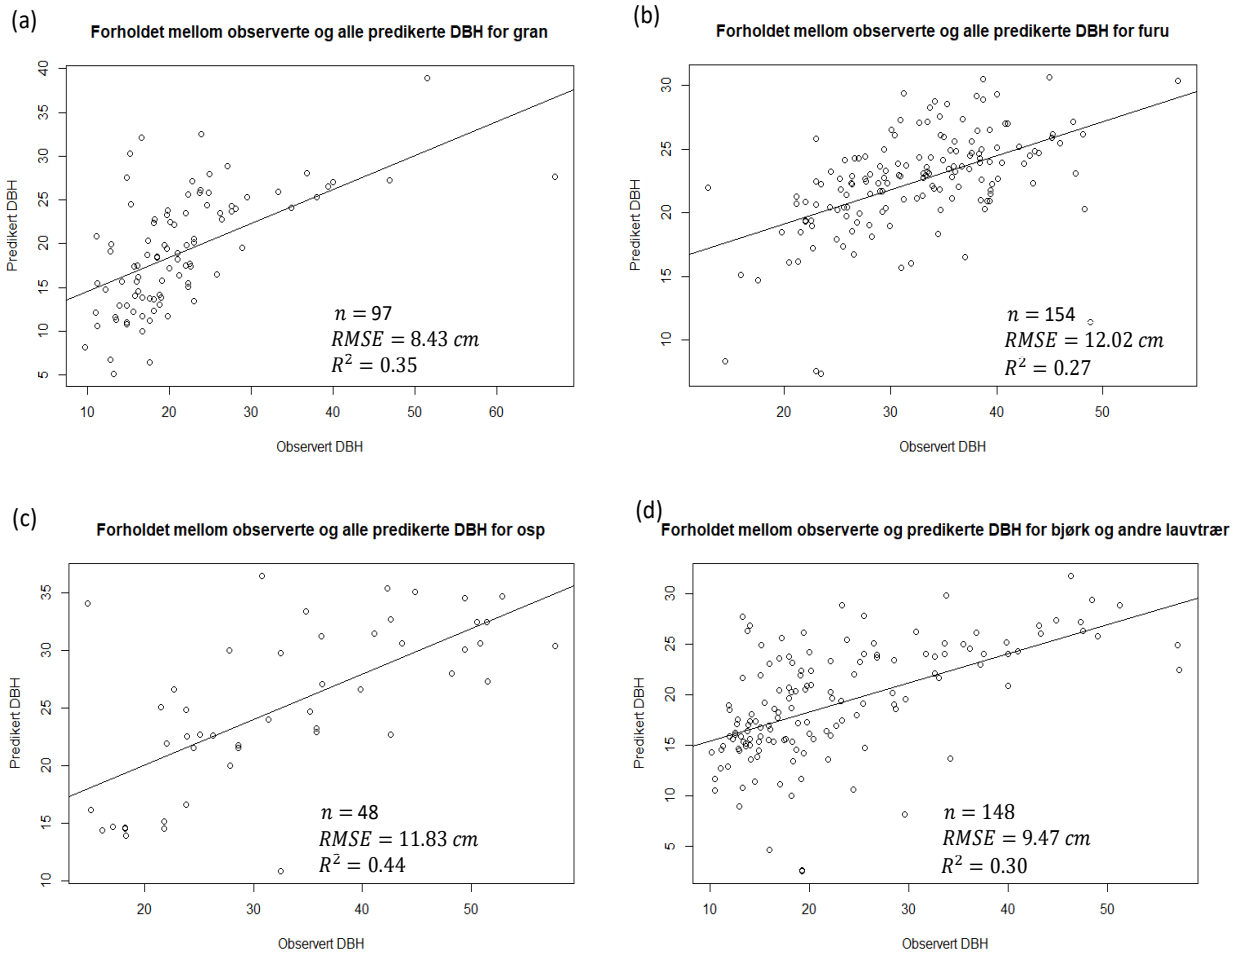 (a)
Forholdet mellom observerte og alle predikerte DBH for gran
Predikert DBH
40
35
30
25
20
15
10
5
n = 97
RMSE = 8.43 cm
R² = 0.35
10 20 30 40 50 60
Observert DBH
(b)
Forholdet mellom observerte og alle predikerte DBH for furu
Predikert DBH
30
25
20
15
10
n = 154
RMSE = 12.02 cm
R² = 0.27
20 30 40 50
Observert DBH
(c)
Forholdet mellom observerte og alle predikerte DBH for osp
Predikert DBH
35
30
25
20
15
10
n = 48
RMSE = 11.83 cm
R² = 0.44
20 30 40 50
Observert DBH
(d)
Forholdet mellom observerte og predikerte DBH for bjørk og andre lauvtrær
Predikert DBH
30
25
20
15
10
5
n = 148
RMSE = 9.47 cm
R² = 0.30
10 20 30 40 50
Observert DBH